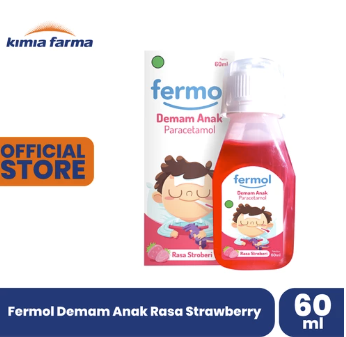 kimia farma
OFFICIAL
STORE
60ml
fermol
Demam Anak
Paracetamol
Rasa Stroberi
fermol
Demam Anak
Paracetamol
Rasa Stroberi
Fermol Demam Anak Rasa Strawberry
60
ml